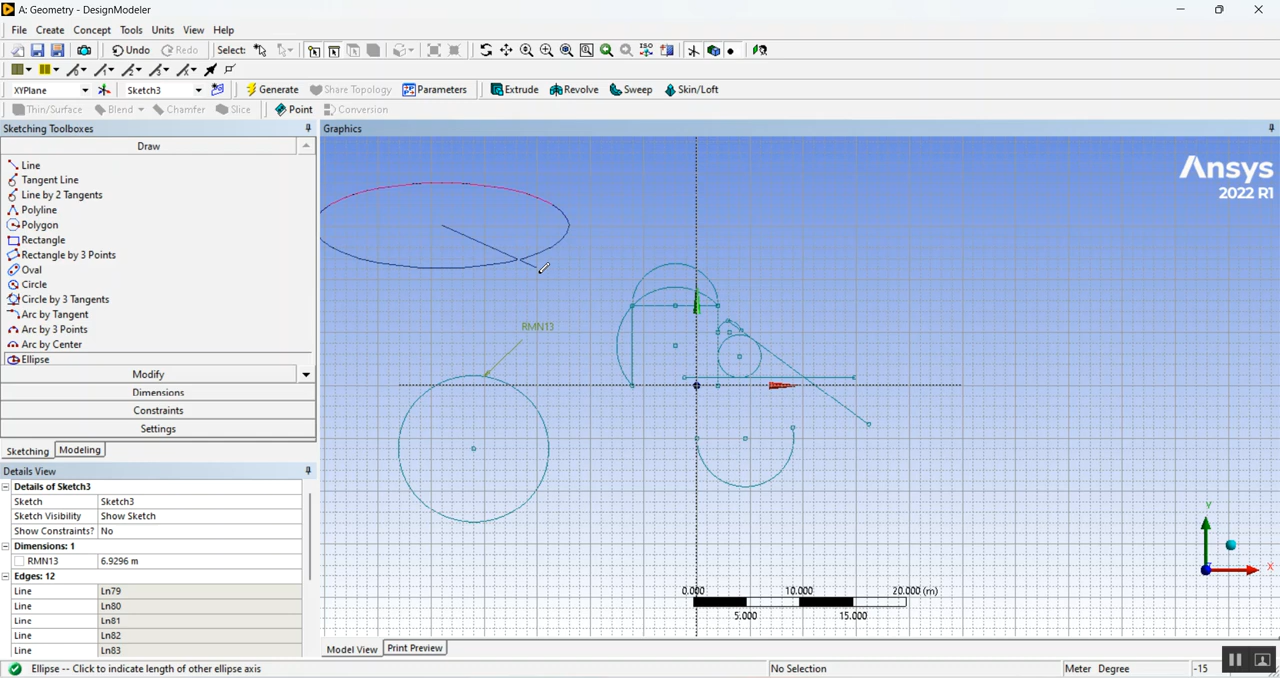 A: Geometry - DesignModeler
File Create Concept Tools Units View Help
Undo Redo Select: ISO
XYPlane Sketch3 Generate Share Topology Parameters Extrude Revolve Sweep Skin/Loft
Thin/Surface Blend Chamfer Slice Point Conversion
Sketching Toolboxes
Draw
Line
Tangent Line
Line by 2 Tangents
Polyline
Polygon
Rectangle
Rectangle by 3 Points
Oval
Circle
Circle by 3 Tangents
Arc by Tangent
Arc by 3 Points
Arc by Center
Ellipse
Modify
Dimensions
Constraints
Settings
Sketching Modeling
Details View
Details of Sketch3
Sketch Sketch3
Sketch Visibility Show Sketch
Show Constraints? No
Dimensions: 1
RMN13 6.9296 m
Edges: 12
Line Ln79
Line Ln80
Line Ln81
Line Ln82
Line Ln83
Graphics
Ansys
2022 R1
RMN13
0.000 10.000 20.000 (m)
5.000 15.000
Y
X
Model View Print Preview
Ellipse -- Click to indicate length of other ellipse axis No Selection Meter Degree -15